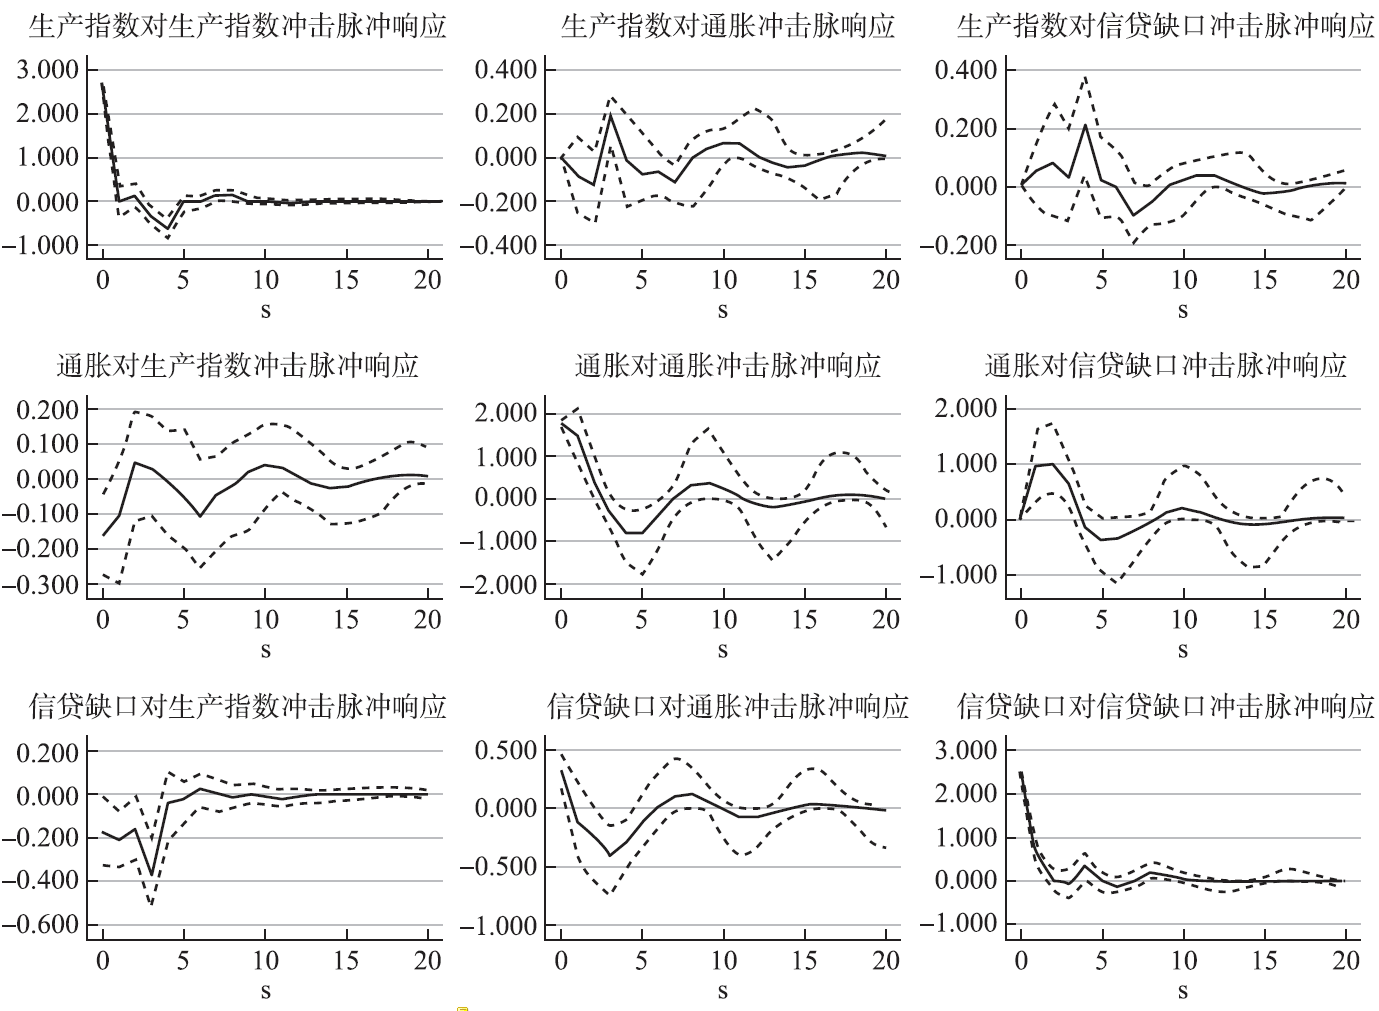 生产指数对生产指数冲击脉冲响应
3.000
2.000
1.000
0.000
−1.000
0 5 10 15 20
s
生产指数对通胀冲击脉响应
0.400
0.200
0.000
−0.200
−0.400
0 5 10 15 20
s
生产指数对信贷缺口冲击脉冲响应
0.400
0.200
0.000
−0.200
0 5 10 15 20
s
通胀对生产指数冲击脉冲响应
0.200
0.100
0.000
−0.100
−0.200
−0.300
0 5 10 15 20
s
通胀对通胀冲击脉冲响应
2.000
1.000
0.000
−1.000
−2.000
0 5 10 15 20
s
通胀对信贷缺口冲击脉冲响应
2.000
1.000
0.000
−1.000
0 5 10 15 20
s
信贷缺口对生产指数冲击脉冲响应
0.200
0.000
−0.200
−0.400
−0.600
0 5 10 15 20
s
信贷缺口对通胀冲击脉冲响应
0.500
0.000
−0.500
−1.000
0 5 10 15 20
s
信贷缺口对信贷缺口冲击脉冲响应
3.000
2.000
1.000
0.000
−1.000
0 5 10 15 20
s